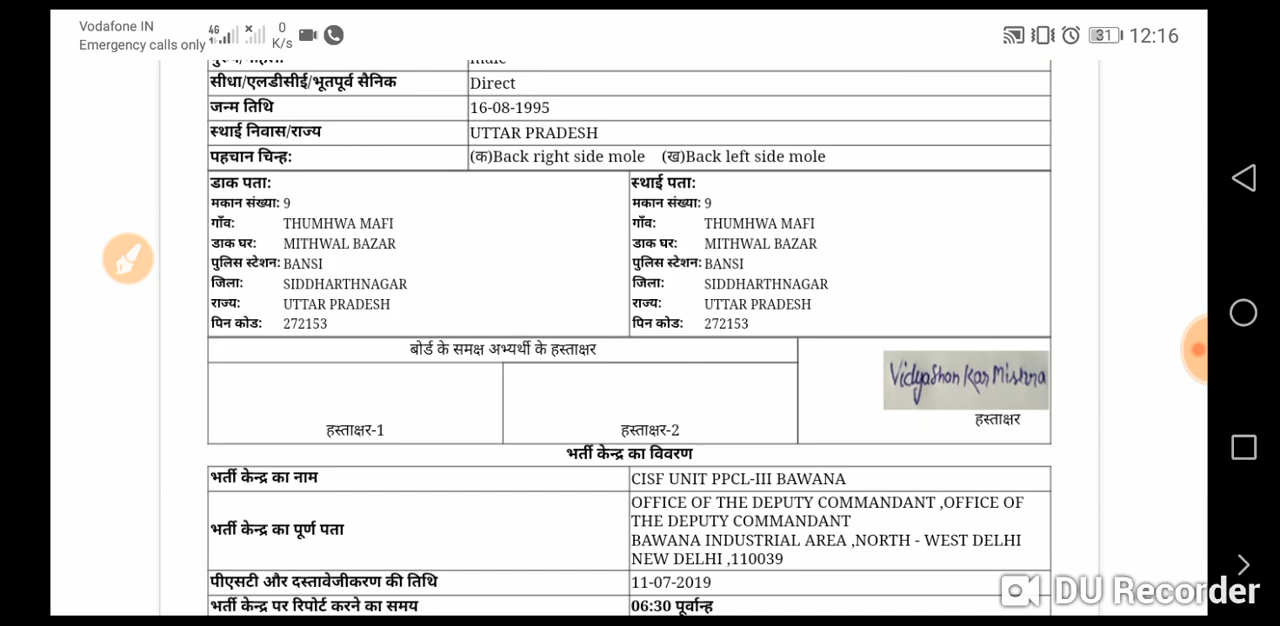 Vodafone IN
Emergency calls only
4G
0
K/s
31
12:16
male
सीधा/एलडीसीई/भूतपूर्व सैनिक Direct
जन्म तिथि 16-08-1995
स्थाई निवास/राज्य UTTAR PRADESH
पहचान चिन्ह: (क)Back right side mole (ख)Back left side mole
डाक पता:
मकान संख्या: 9
गाँव: THUMHWA MAFI
डाक घर: MITHWAL BAZAR
पुलिस स्टेशन: BANSI
जिला: SIDDHARTHNAGAR
राज्य: UTTAR PRADESH
पिन कोड: 272153
स्थाई पता:
मकान संख्या: 9
गाँव: THUMHWA MAFI
डाक घर: MITHWAL BAZAR
पुलिस स्टेशन: BANSI
जिला: SIDDHARTHNAGAR
राज्य: UTTAR PRADESH
पिन कोड: 272153
बोर्ड के समक्ष अभ्यर्थी के हस्ताक्षर
हस्ताक्षर-1
हस्ताक्षर-2
VidyaShan Kar Mishra
हस्ताक्षर
भर्ती केन्द्र का विवरण
भर्ती केन्द्र का नाम CISF UNIT PPCL-III BAWANA
भर्ती केन्द्र का पूर्ण पता
OFFICE OF THE DEPUTY COMMANDANT ,OFFICE OF
THE DEPUTY COMMANDANT
BAWANA INDUSTRIAL AREA ,NORTH - WEST DELHI
NEW DELHI ,110039
पीएसटी और दस्तावेजीकरण की तिथि 11-07-2019
भर्ती केन्द्र पर रिपोर्ट करने का समय 06:30 पूर्वान्ह
DU Recorder